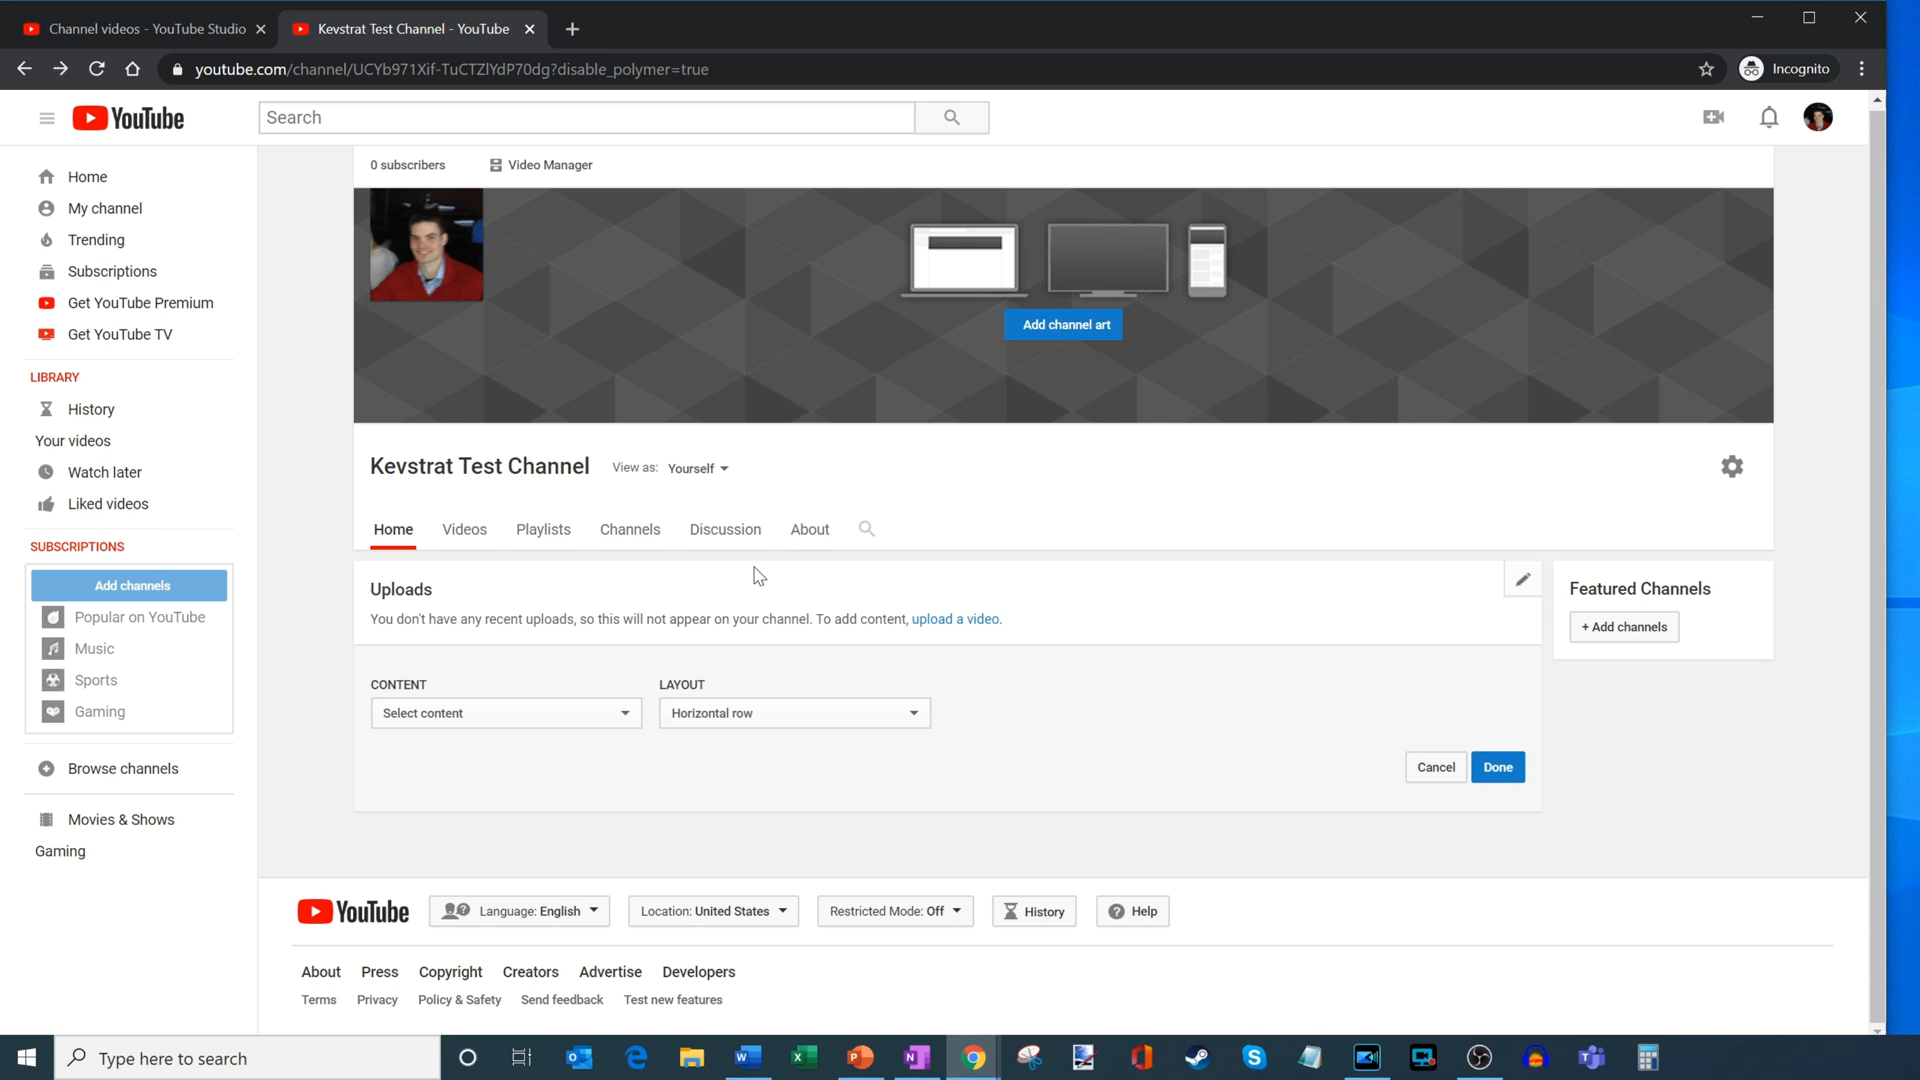 Channel videos - YouTube Studio
Kevstrat Test Channel - YouTube
youtube.com/channel/UCYb971Xif-TuCTZlYdP70dg?disable_polymer=true
Incognito
YouTube
Search
Home
My channel
Trending
Subscriptions
Get YouTube Premium
Get YouTube TV
LIBRARY
History
Your videos
Watch later
Liked videos
SUBSCRIPTIONS
Add channels
Popular on YouTube
Music
Sports
Gaming
Browse channels
Movies & Shows
Gaming
0 subscribers Video Manager
Add channel art
Kevstrat Test Channel View as: Yourself
Home Videos Playlists Channels Discussion About
Uploads
You don't have any recent uploads, so this will not appear on your channel. To add content, upload a video.
CONTENT LAYOUT
Select content Horizontal row
Cancel Done
Featured Channels
+ Add channels
YouTube Language: English Location: United States Restricted Mode: Off History Help
About Press Copyright Creators Advertise Developers
Terms Privacy Policy & Safety Send feedback Test new features
Type here to search